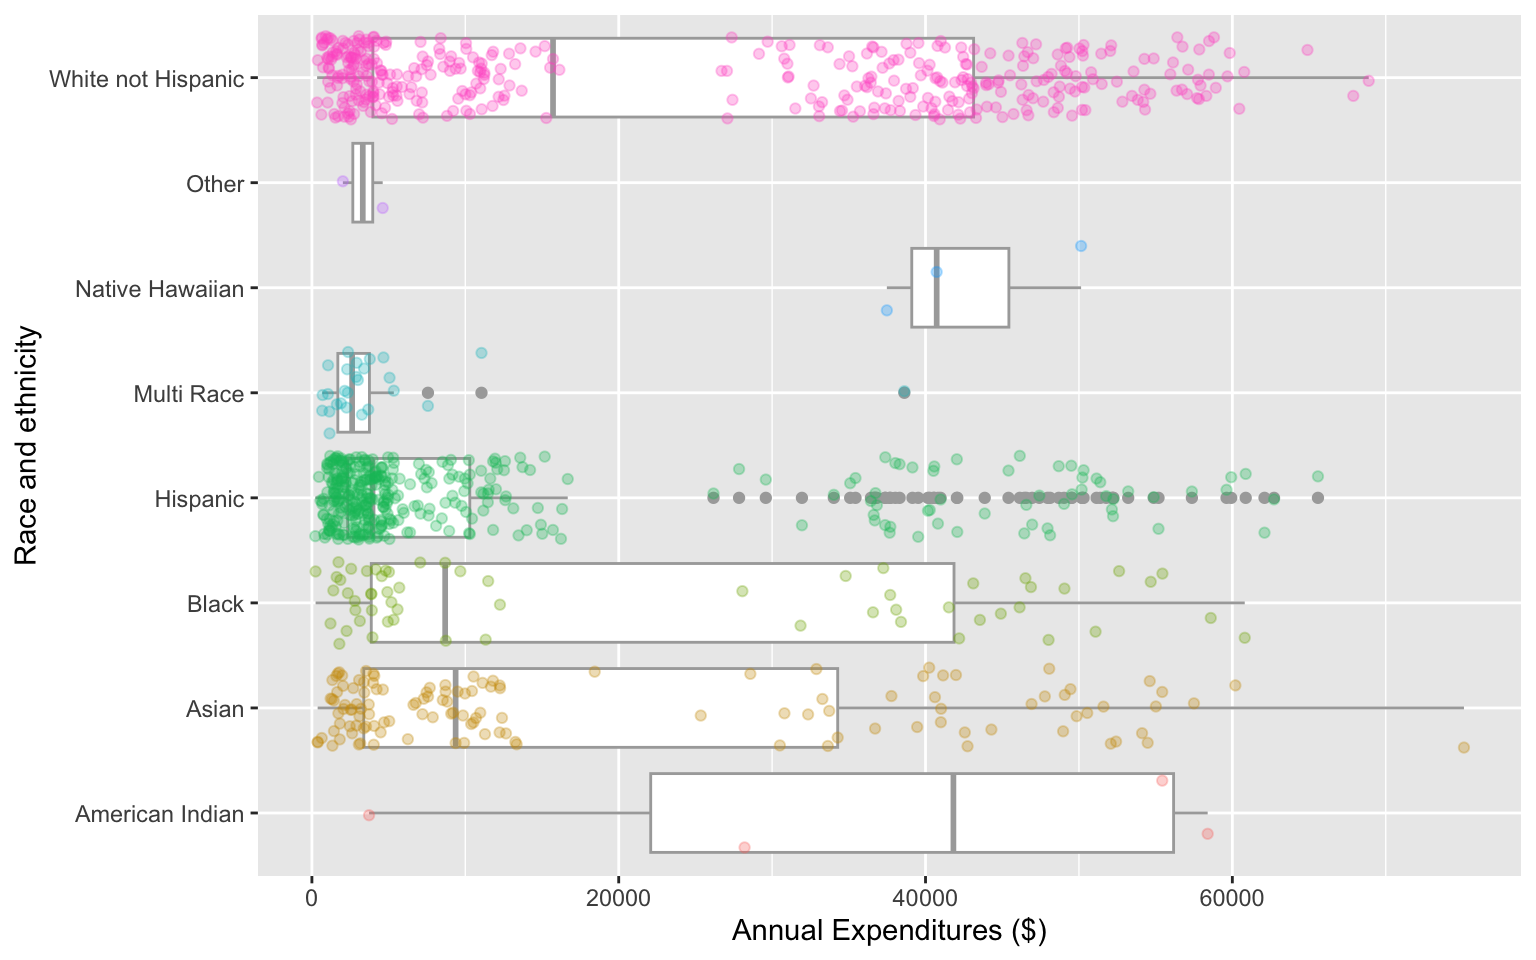 White not Hispanic
Other
Native Hawaiian
Multi Race
Hispanic
Black
Asian
American Indian
Race and ethnicity
0 20000 40000 60000
Annual Expenditures ($)